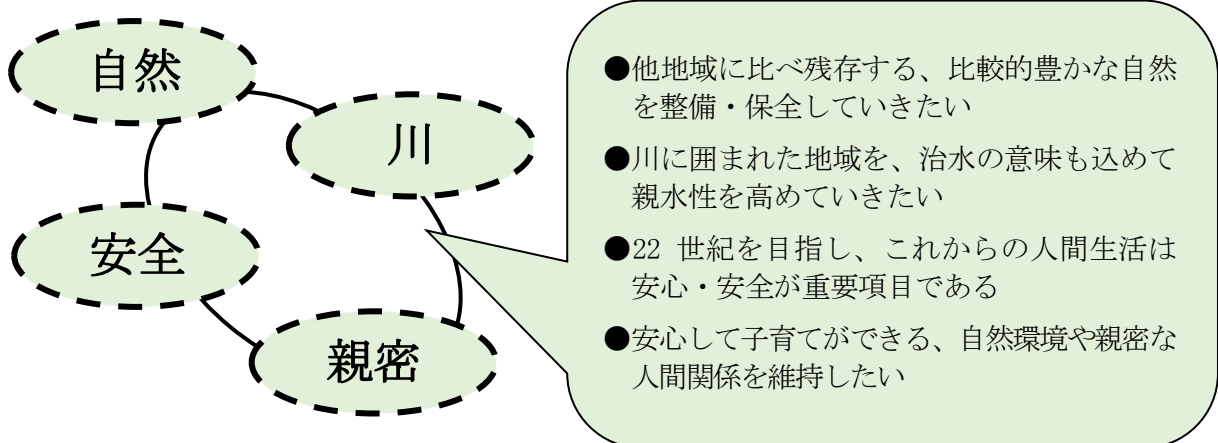 自然
川
安全
親密
●他地域に比べ残存する、比較的豊かな自然
を整備・保全していきたい
●川に囲まれた地域を、治水の意味も込めて
親水性を高めていきたい
●22 世紀を目指し、これからの人間生活は
安心・安全が重要項目である
●安心して子育てができる、自然環境や親密な
人間関係を維持したい